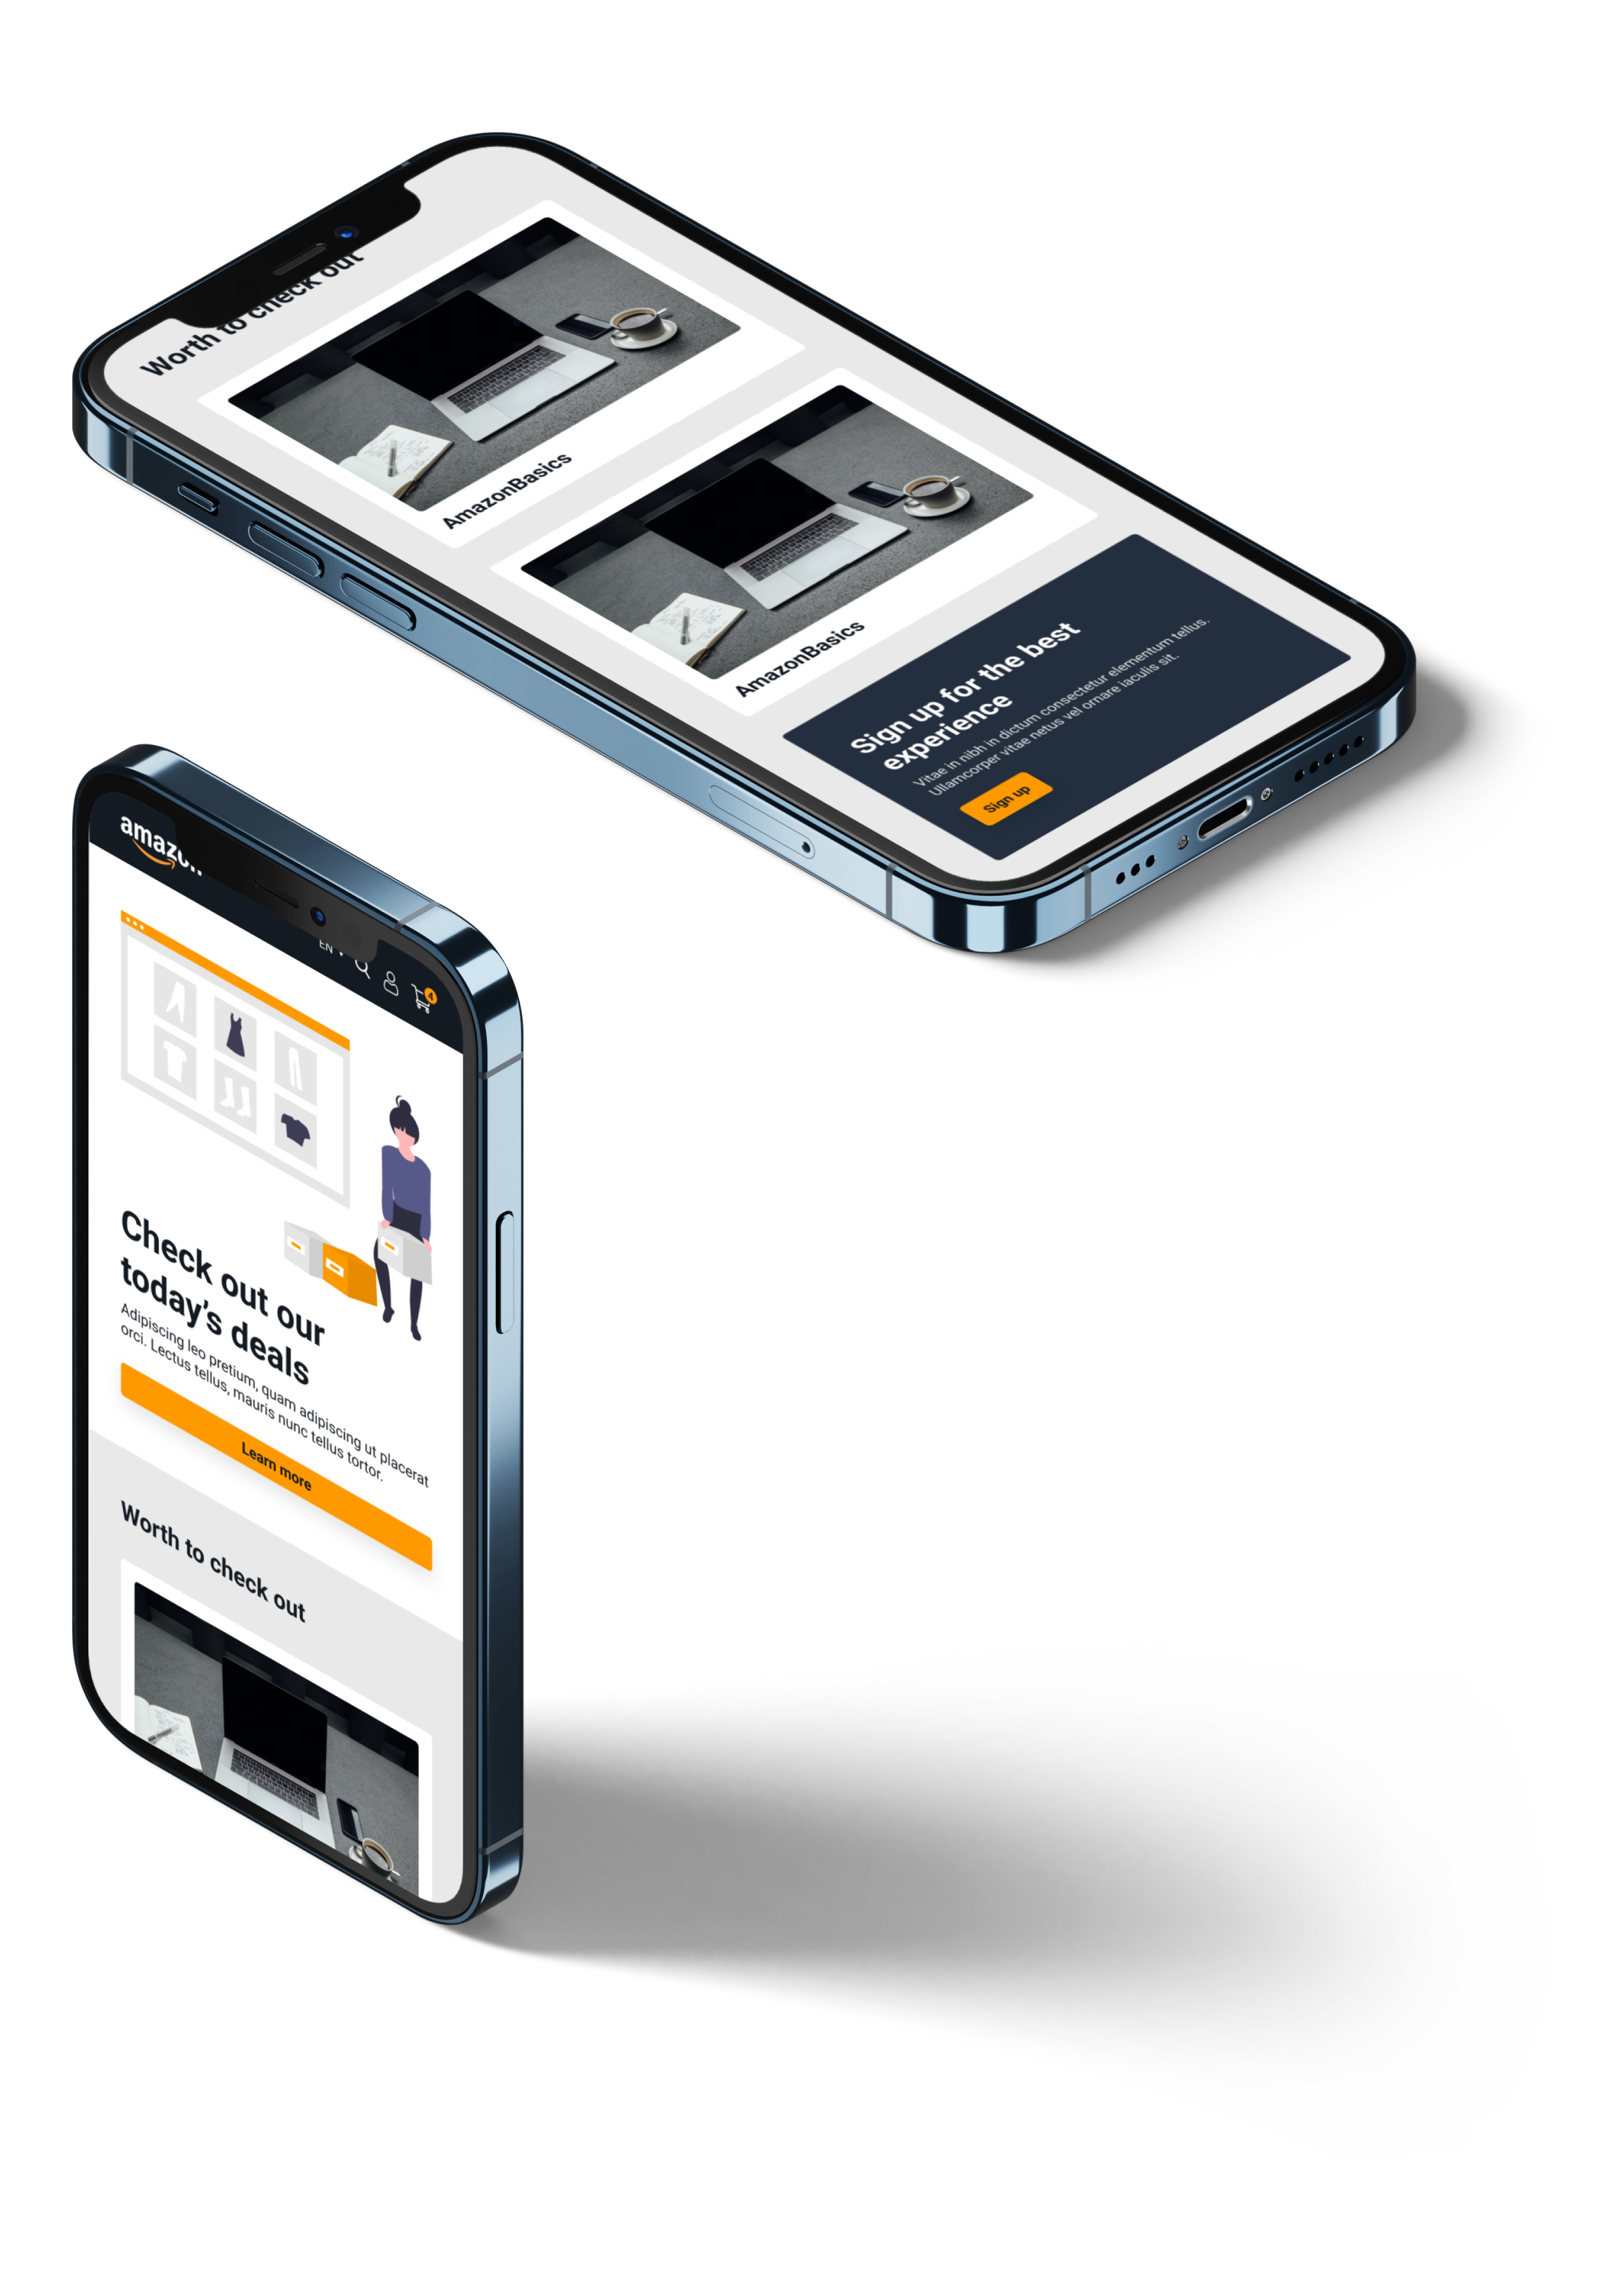 Worth to check out
AmazonBasics
AmazonBasics
Sign up for the best
experience
Vitae in nibh in dictum consectetur elementum tellus.
Ullamcorper vitae netus vel ornare iaculis sit.
Sign up
amazon
EN
4
Check out our
today's deals
Adipiscing leo pretium, quam adipiscing ut placerat
orci. Lectus tellus, mauris nunc tellus tortor.
Learn more
Worth to check out